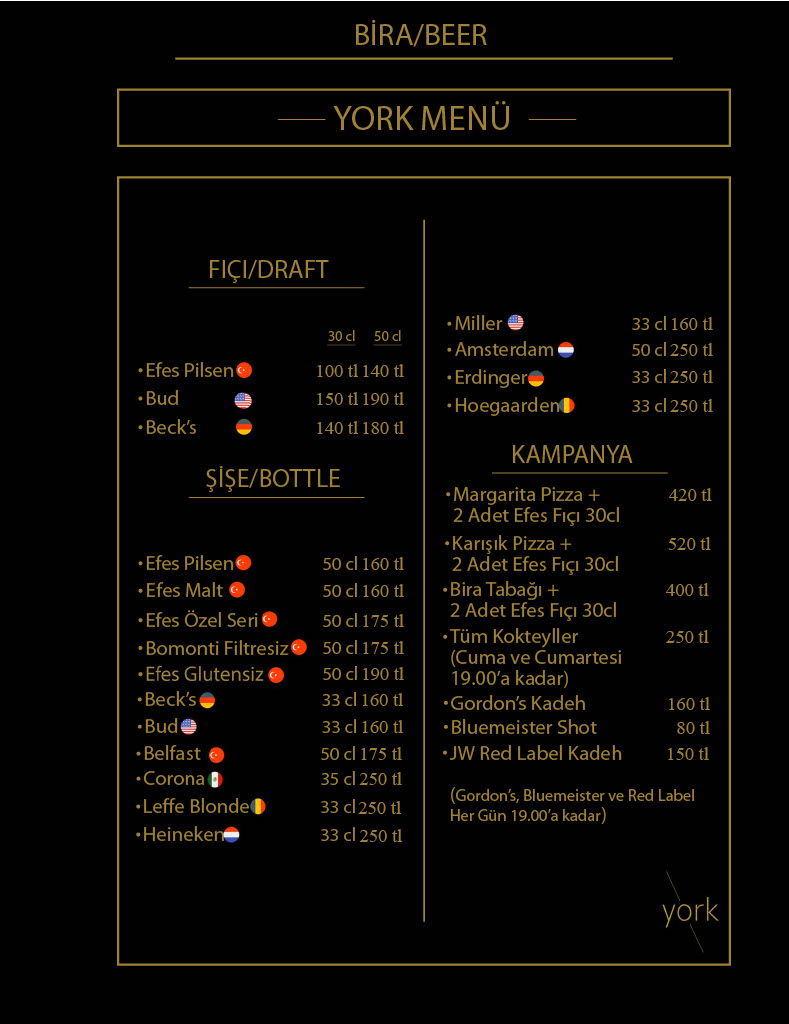 BİRA/BEER
YORK MENÜ
FIÇI/DRAFT
30 cl 50 cl
•Efes Pilsen 100 tl 140 tl
•Bud 150 tl 190 tl
•Beck's 140 tl 180 tl
ŞİŞE/BOTTLE
•Efes Pilsen 50 cl 160 tl
•Efes Malt 50 cl 160 tl
•Efes Özel Seri 50 cl 175 tl
•Bomonti Filtresiz 50 cl 175 tl
•Efes Glutensiz 50 cl 190 tl
•Beck's 33 cl 160 tl
•Bud 33 cl 160 tl
•Belfast 50 cl 175 tl
•Corona 35 cl 250 tl
•Leffe Blonde 33 cl 250 tl
•Heineken 33 cl 250 tl
•Miller 33 cl 160 tl
•Amsterdam 50 cl 250 tl
•Erdinger 33 cl 250 tl
•Hoegaarden 33 cl 250 tl
KAMPANYA
•Margarita Pizza + 420 tl
2 Adet Efes Fıçı 30cl
•Karışık Pizza + 520 tl
2 Adet Efes Fıçı 30cl
•Bira Tabağı + 400 tl
2 Adet Efes Fıçı 30cl
•Tüm Kokteyller 250 tl
(Cuma ve Cumartesi
19.00'a kadar)
•Gordon's Kadeh 160 tl
•Bluemeister Shot 80 tl
•JW Red Label Kadeh 150 tl
(Gordon's, Bluemeister ve Red Label
Her Gün 19.00'a kadar)
york